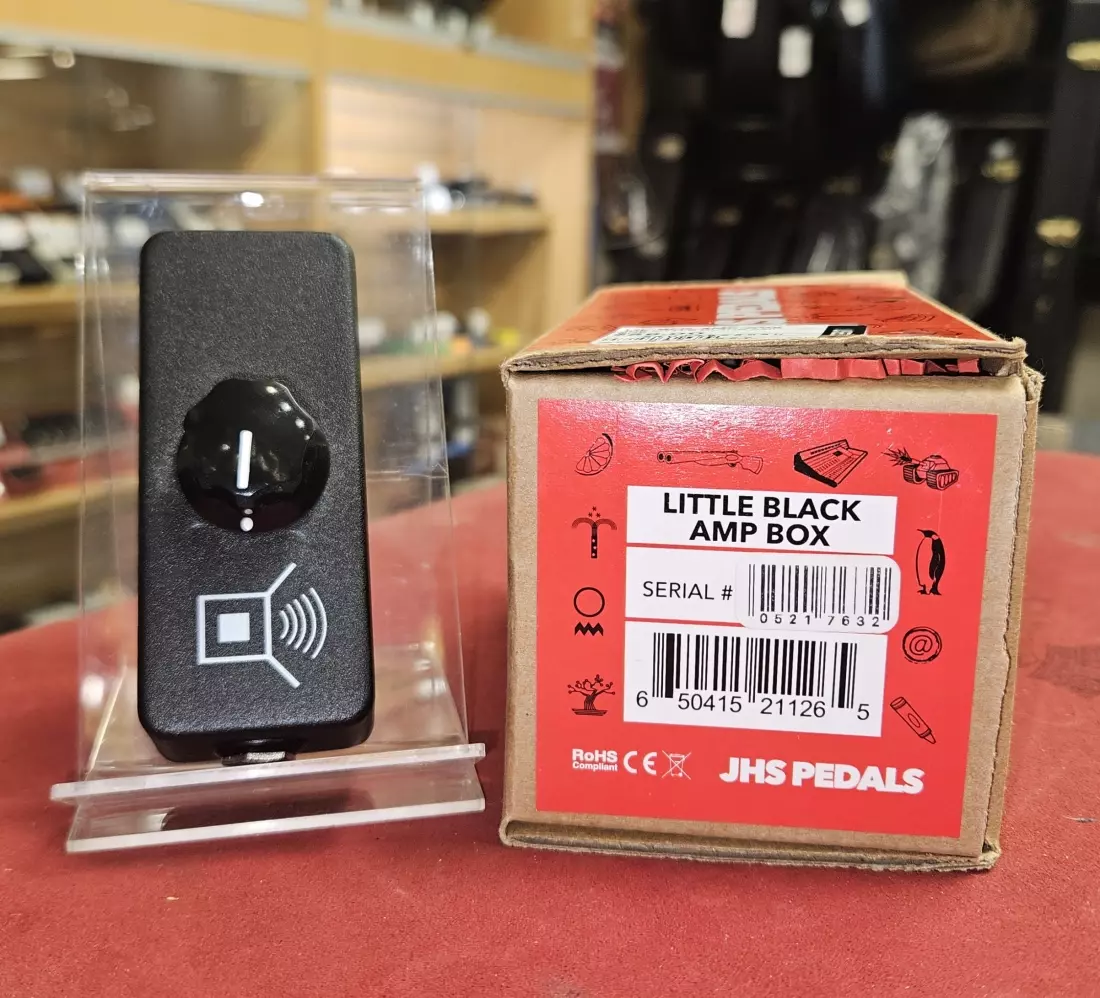 LITTLE BLACK
AMP BOX
SERIAL #
0521 7632
6 50415 21126 5
@
RoHS
Compliant
CE
JHS PEDALS